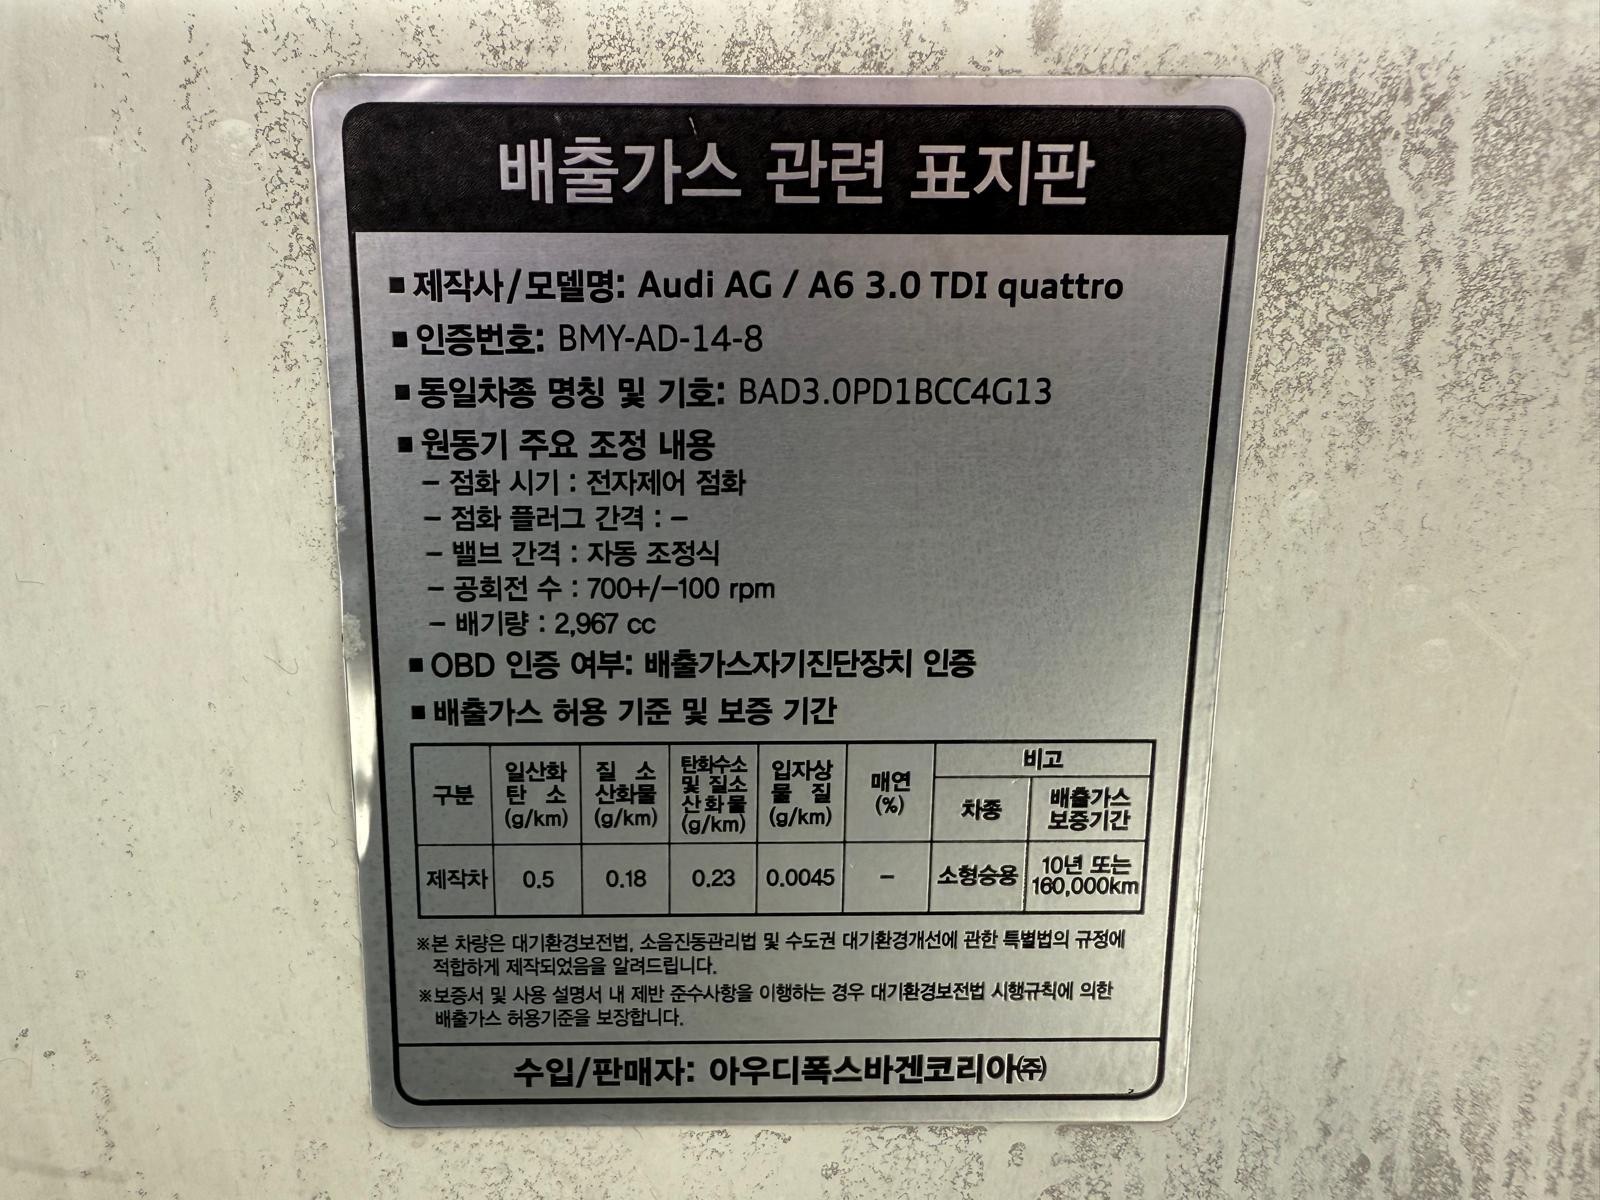 배출가스 관련 표지판
■ 제작사/모델명: Audi AG / A6 3.0 TDI quattro
■ 인증번호: BMY-AD-14-8
■ 동일차종 명칭 및 기호: BAD3.0PD1BCC4G13
■ 원동기 주요 조정 내용
– 점화 시기 : 전자제어 점화
– 점화 플러그 간격 : –
– 밸브 간격 : 자동 조정식
– 공회전 수 : 700+/–100 rpm
– 배기량 : 2,967 cc
■ OBD 인증 여부: 배출가스자기진단장치 인증
■ 배출가스 허용 기준 및 보증 기간
구분
일산화
탄 소
(g/km)
질 소
산화물
(g/km)
탄화수소
및 질소
산화물
(g/km)
입자상
물 질
(g/km)
매연
(%)
비고
차종
배출가스
보증기간
제작차 0.5 0.18 0.23 0.0045 – 소형승용
10년 또는
160,000km
※본 차량은 대기환경보전법, 소음진동관리법 및 수도권 대기환경개선에 관한 특별법의 규정에
적합하게 제작되었음을 알려드립니다.
※보증서 및 사용 설명서 내 제반 준수사항을 이행하는 경우 대기환경보전법 시행규칙에 의한
배출가스 허용기준을 보장합니다.
수입/판매자: 아우디폭스바겐코리아㈜